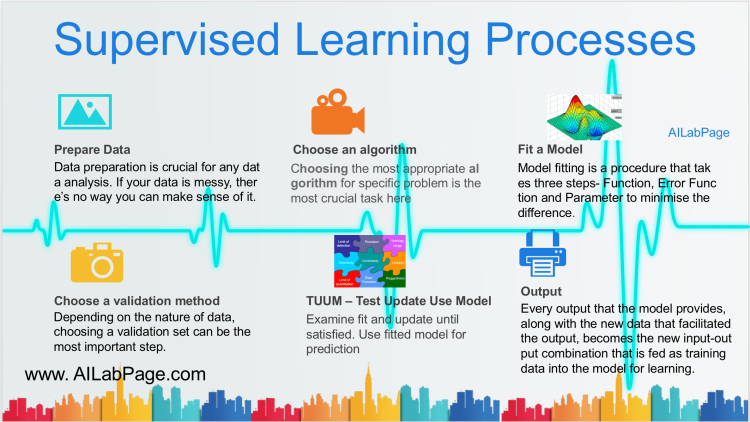 Supervised Learning Processes
AILabPage
Prepare Data
Data preparation is crucial for any dat
a analysis. If your data is messy, ther
e's no way you can make sense of it.
Choose an algorithm
Choosing the most appropriate al
gorithm for specific problem is the
most crucial task here
Fit a Model
Model fitting is a procedure that tak
es three steps- Function, Error Func
tion and Parameter to minimise the
difference.
Choose a validation method
Depending on the nature of data,
choosing a validation set can be the
most important step.
TUUM – Test Update Use Model
Examine fit and update until
satisfied. Use fitted model for
prediction
Output
Every output that the model provides,
along with the new data that facilitated
the output, becomes the new input-out
put combination that is fed as training
data into the model for learning.
www. AILabPage.com